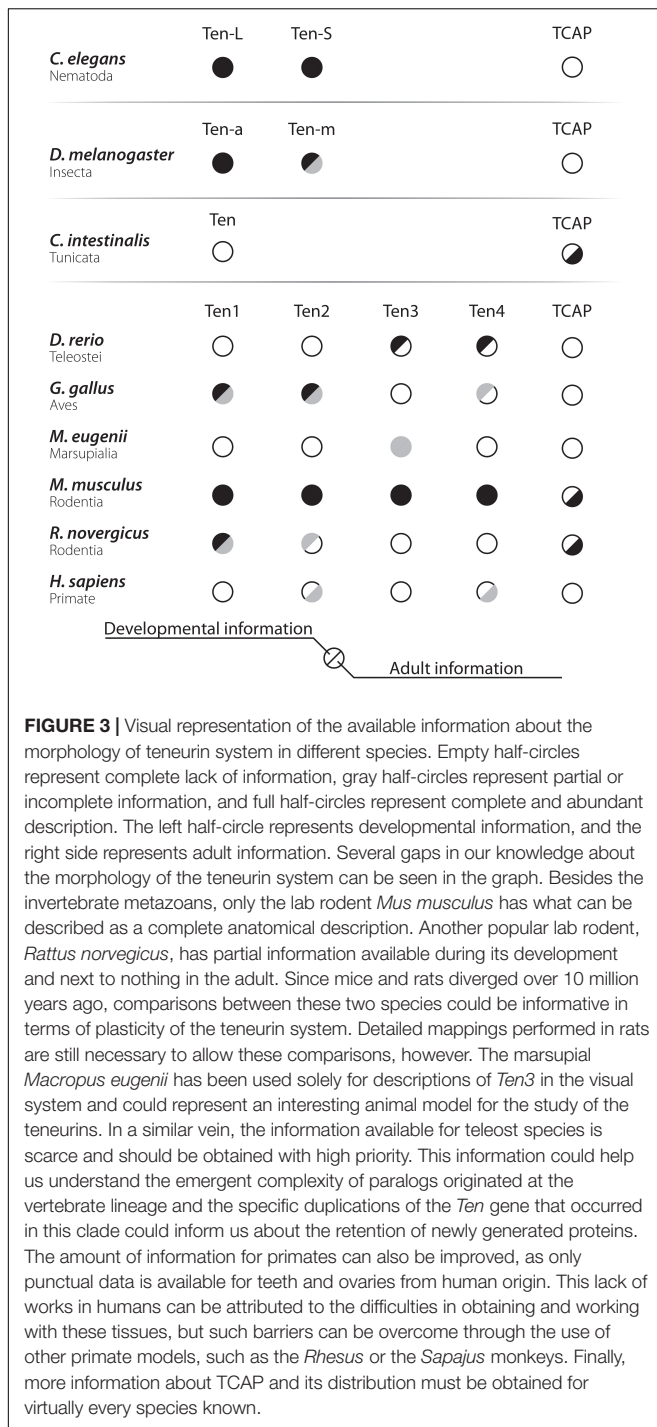 Ten-L Ten-S TCAP
C. elegans
Nematoda
Ten-a Ten-m TCAP
D. melanogaster
Insecta
Ten TCAP
C. intestinalis
Tunicata
Ten1 Ten2 Ten3 Ten4 TCAP
D. rerio
Teleostei
G. gallus
Aves
M. eugenii
Marsupialia
M. musculus
Rodentia
R. novergicus
Rodentia
H. sapiens
Primate
Developmental information
Adult information
FIGURE 3 | Visual representation of the available information about the
morphology of teneurin system in different species. Empty half-circles
represent complete lack of information, gray half-circles represent partial or
incomplete information, and full half-circles represent complete and abundant
description. The left half-circle represents developmental information, and the
right side represents adult information. Several gaps in our knowledge about
the morphology of the teneurin system can be seen in the graph. Besides the
invertebrate metazoans, only the lab rodent Mus musculus has what can be
described as a complete anatomical description. Another popular lab rodent,
Rattus norvegicus, has partial information available during its development
and next to nothing in the adult. Since mice and rats diverged over 10 million
years ago, comparisons between these two species could be informative in
terms of plasticity of the teneurin system. Detailed mappings performed in rats
are still necessary to allow these comparisons, however. The marsupial
Macropus eugenii has been used solely for descriptions of Ten3 in the visual
system and could represent an interesting animal model for the study of the
teneurins. In a similar vein, the information available for teleost species is
scarce and should be obtained with high priority. This information could help
us understand the emergent complexity of paralogs originated at the
vertebrate lineage and the specific duplications of the Ten gene that occurred
in this clade could inform us about the retention of newly generated proteins.
The amount of information for primates can also be improved, as only
punctual data is available for teeth and ovaries from human origin. This lack of
works in humans can be attributed to the difficulties in obtaining and working
with these tissues, but such barriers can be overcome through the use of
other primate models, such as the Rhesus or the Sapajus monkeys. Finally,
more information about TCAP and its distribution must be obtained for
virtually every species known.